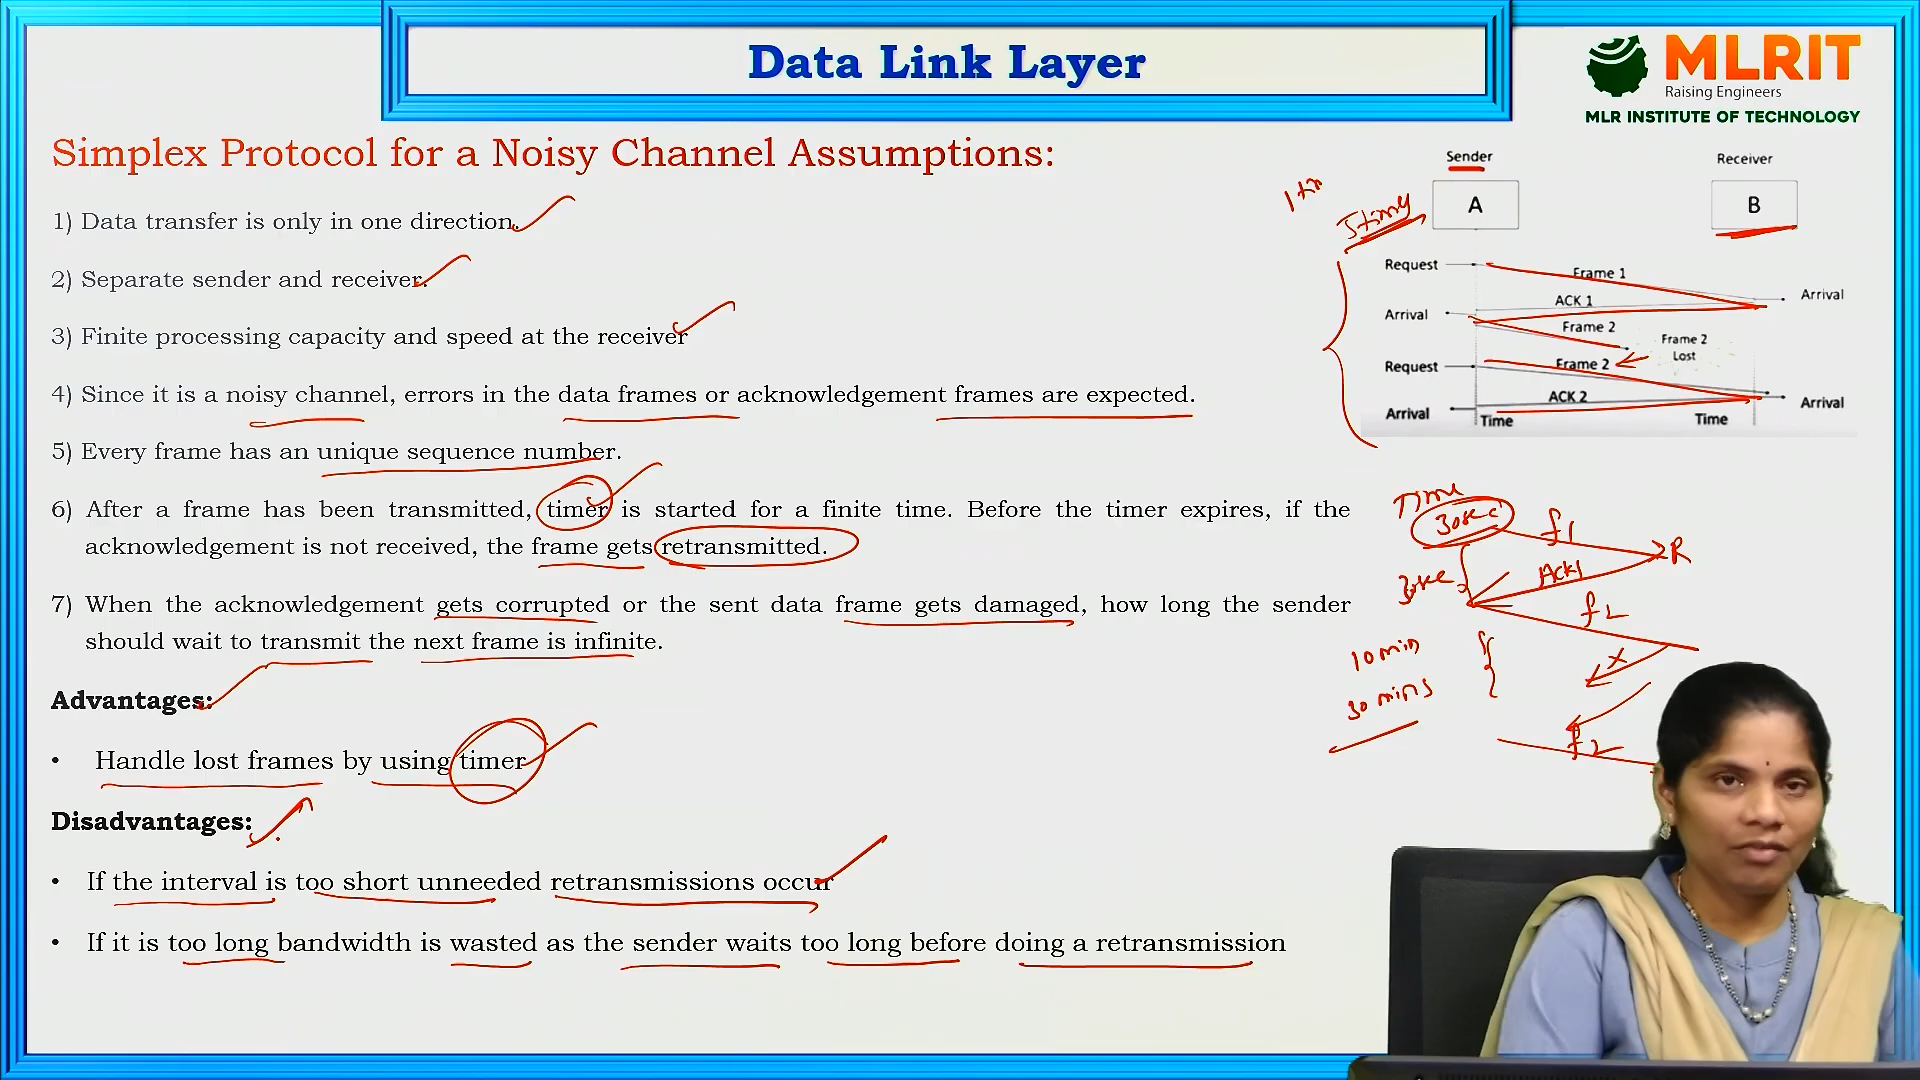 Data Link Layer
MLRIT
Raising Engineers
MLR INSTITUTE OF TECHNOLOGY
Simplex Protocol for a Noisy Channel Assumptions:
1) Data transfer is only in one direction.
2) Separate sender and receiver.
3) Finite processing capacity and speed at the receiver
4) Since it is a noisy channel, errors in the data frames or acknowledgement frames are expected.
5) Every frame has an unique sequence number.
6) After a frame has been transmitted, timer is started for a finite time. Before the timer expires, if the
acknowledgement is not received, the frame gets retransmitted.
7) When the acknowledgement gets corrupted or the sent data frame gets damaged, how long the sender
should wait to transmit the next frame is infinite.
Advantages:
• Handle lost frames by using timer
Disadvantages:
• If the interval is too short unneeded retransmissions occur
• If it is too long bandwidth is wasted as the sender waits too long before doing a retransmission
Sender
Receiver
A
B
Request
Frame 1
Arrival
ACK 1
Arrival
Frame 2
Frame 2
Lost
Request
Frame 2
ACK 2
Arrival
Arrival
Time
Time
Time
30sec
f1
R
ACK1
30sec
f2
10 min
X
30 mins
f2